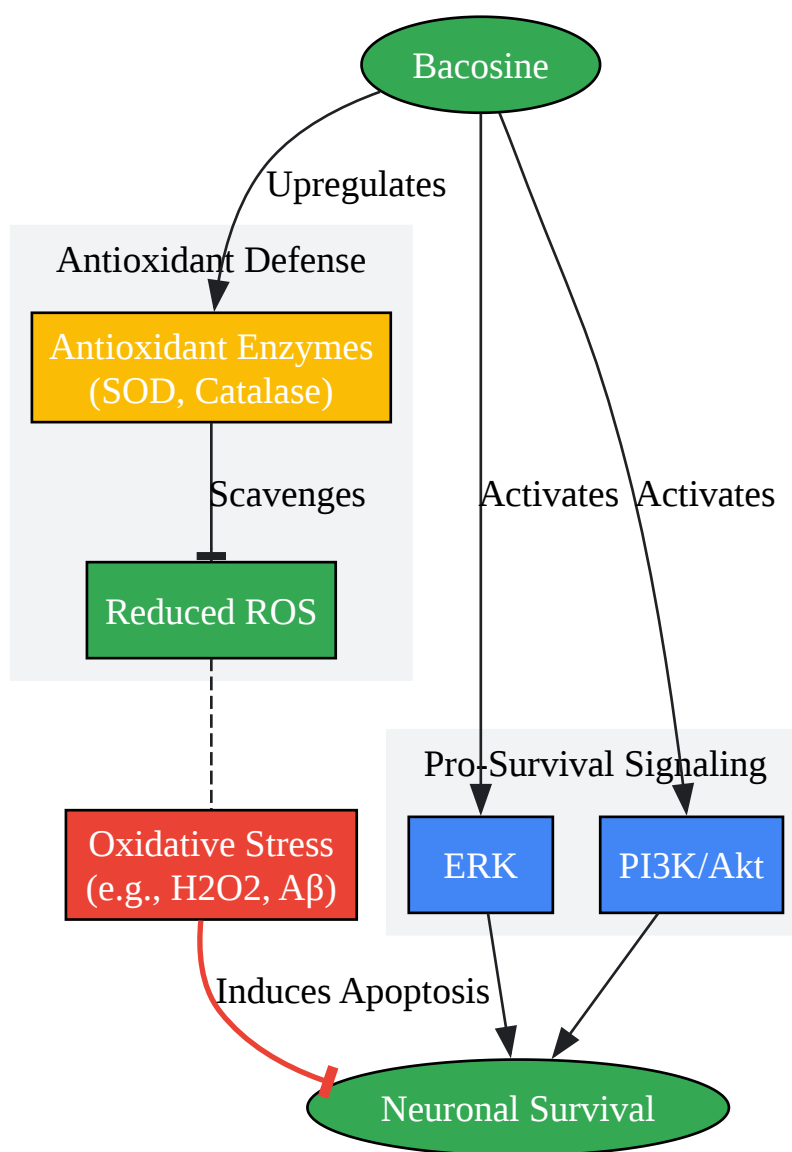 Bacosine
Upregulates
Antioxidant Defense
Antioxidant Enzymes
(SOD, Catalase)
Scavenges
Activates
Activates
Reduced ROS
Pro-Survival Signaling
Oxidative Stress
(e.g., H2O2, Aβ)
ERK
PI3K/Akt
Induces Apoptosis
Neuronal Survival